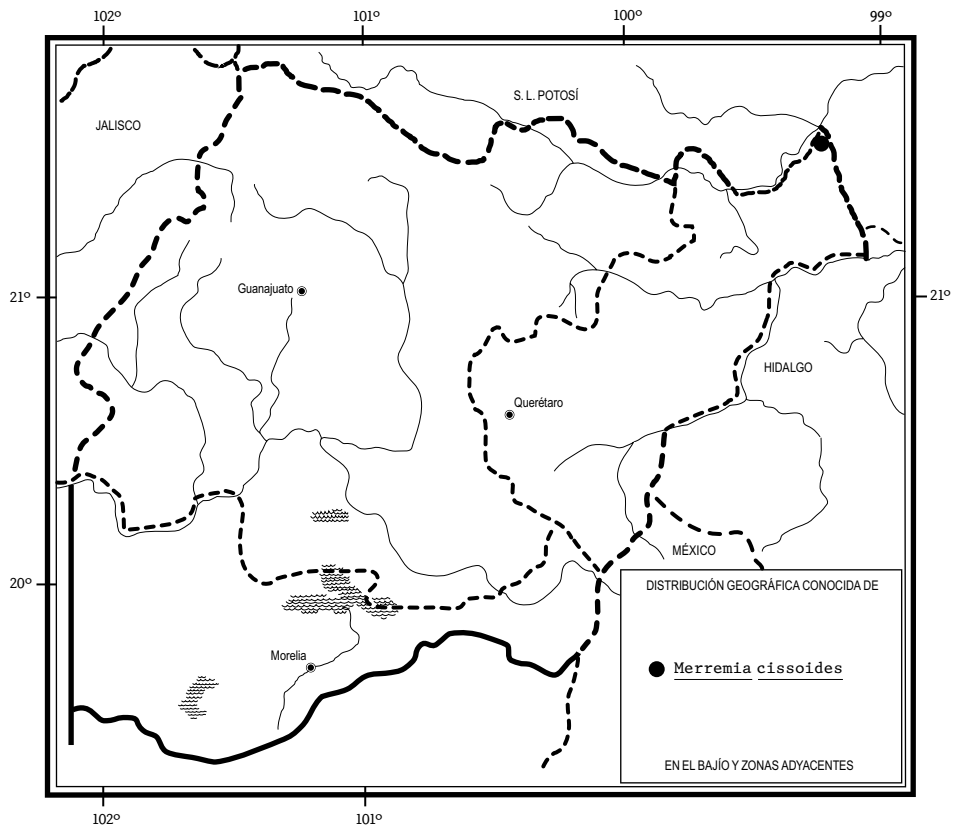 102º 101º 100º 99º
S. L. POTOSÍ
JALISCO
Guanajuato
21º 21º
HIDALGO
Querétaro
MÉXICO
20º
DISTRIBUCIÓN GEOGRÁFICA CONOCIDA DE
Morelia
Merremia cissoides
EN EL BAJÍO Y ZONAS ADYACENTES
102º 101º